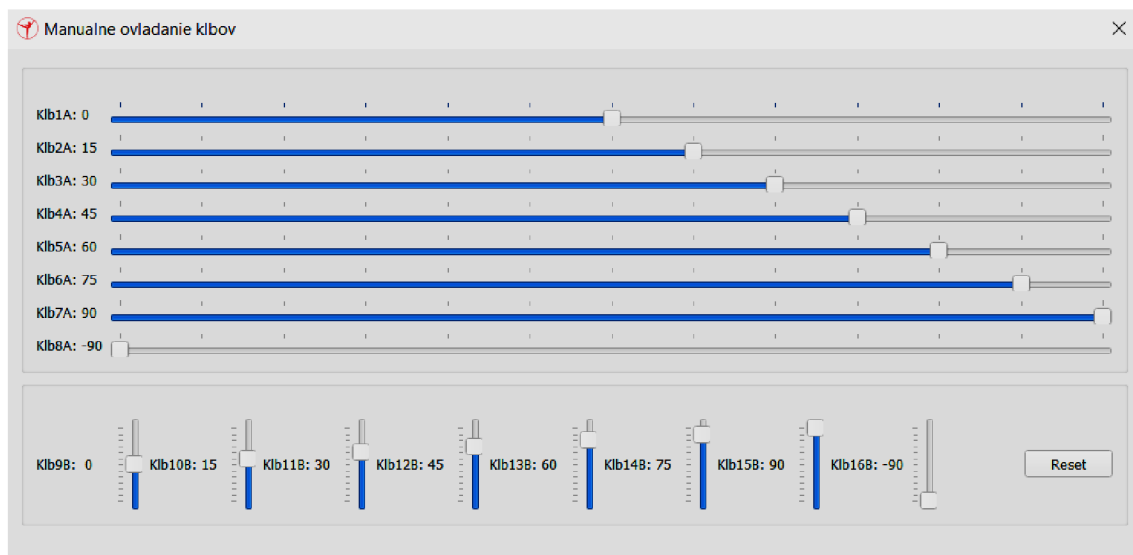 Manualne ovladanie klbov
Klb1A: 0
Klb2A: 15
Klb3A: 30
Klb4A: 45
Klb5A: 60
Klb6A: 75
Klb7A: 90
Klb8A: -90
Klb9B: 0 Klb10B: 15 Klb11B: 30 Klb12B: 45 Klb13B: 60 Klb14B: 75 Klb15B: 90 Klb16B: -90 Reset